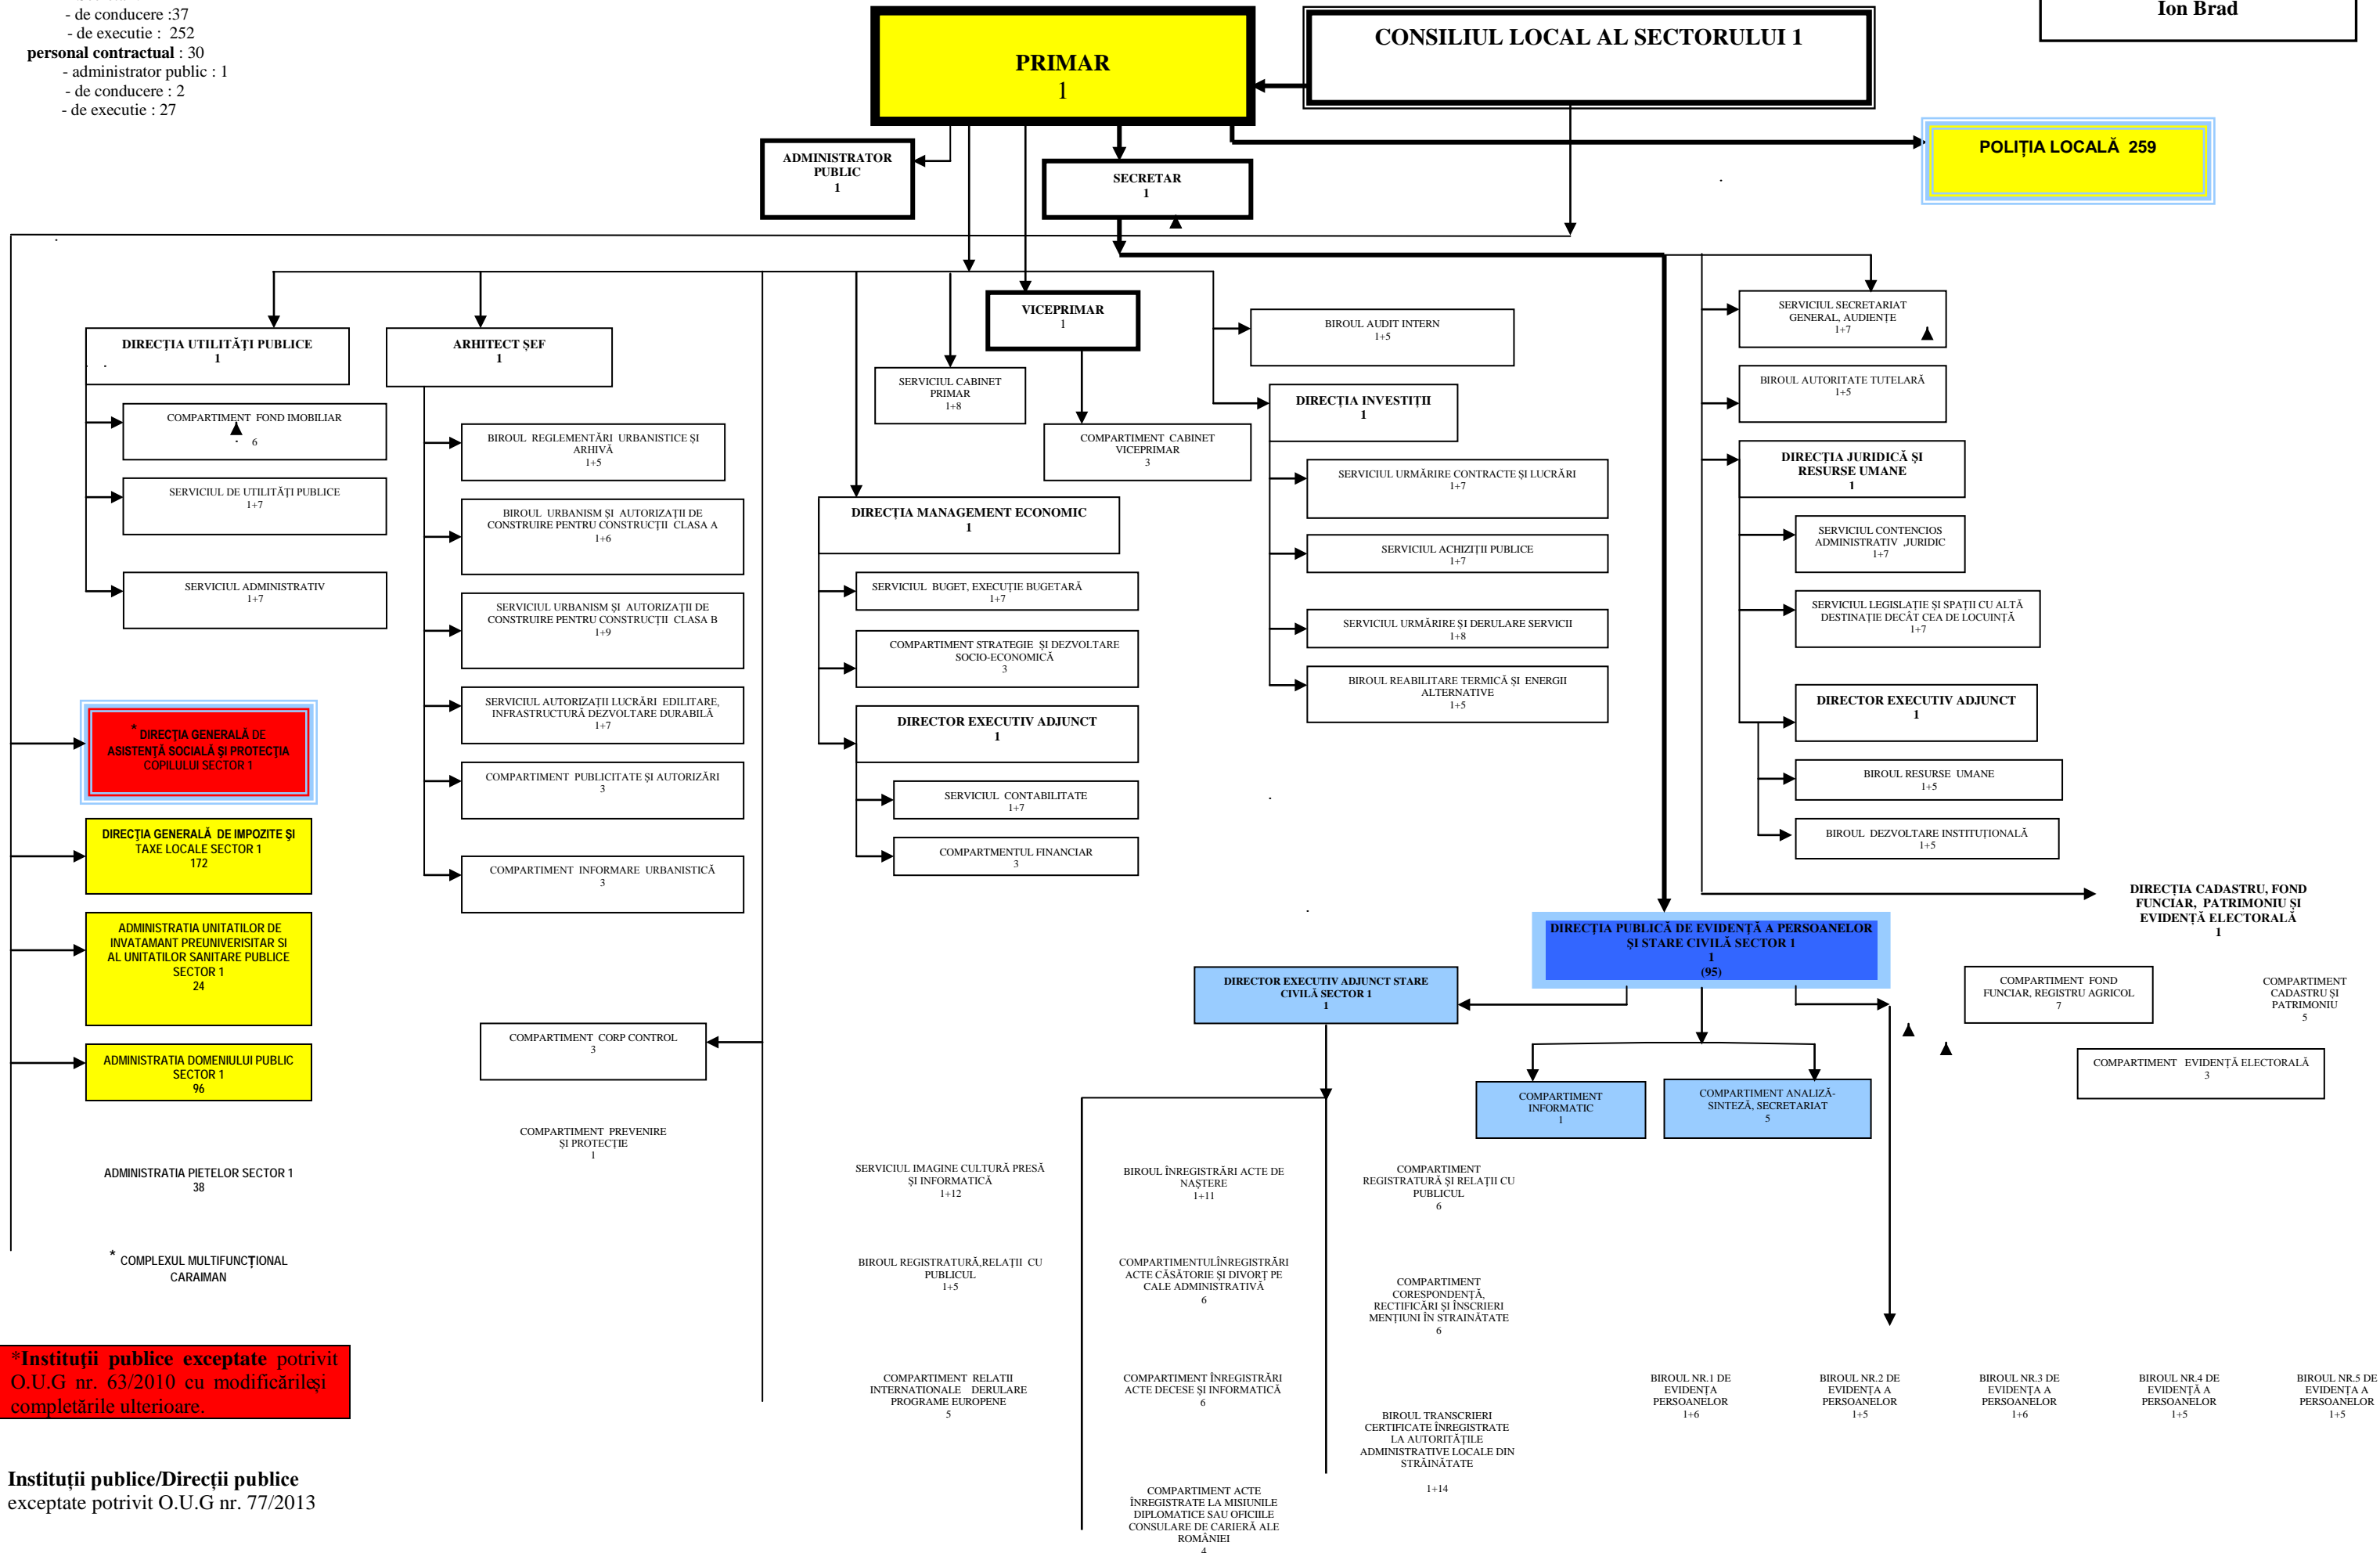 - de conducere :37
- de executie : 252
personal contractual : 30
- administrator public : 1
- de conducere : 2
- de executie : 27
PRIMAR
1
CONSILIUL LOCAL AL SECTORULUI 1
Ion Brad
ADMINISTRATOR
PUBLIC
1
SECRETAR
1
POLIȚIA LOCALĂ 259
DIRECȚIA UTILITĂȚI PUBLICE
1
COMPARTIMENT FOND IMOBILIAR
6
SERVICIUL DE UTILITĂȚI PUBLICE
1+7
SERVICIUL ADMINISTRATIV
1+7
ARHITECT ȘEF
1
BIROUL REGLEMENTĂRI URBANISTICE ȘI
ARHIVĂ
1+5
BIROUL URBANISM ȘI AUTORIZAȚII DE
CONSTRUIRE PENTRU CONSTRUCȚII CLASA A
1+6
SERVICIUL URBANISM ȘI AUTORIZAȚII DE
CONSTRUIRE PENTRU CONSTRUCȚII CLASA B
1+9
SERVICIUL AUTORIZAȚII LUCRĂRI EDILITARE,
INFRASTRUCTURĂ DEZVOLTARE DURABILĂ
1+7
COMPARTIMENT PUBLICITATE ȘI AUTORIZĂRI
3
COMPARTIMENT INFORMARE URBANISTICĂ
3
SERVICIUL CABINET
PRIMAR
1+8
VICEPRIMAR
1
COMPARTIMENT CABINET
VICEPRIMAR
3
DIRECȚIA MANAGEMENT ECONOMIC
1
SERVICIUL BUGET, EXECUȚIE BUGETARĂ
1+7
COMPARTIMENT STRATEGIE ȘI DEZVOLTARE
SOCIO-ECONOMICĂ
3
DIRECTOR EXECUTIV ADJUNCT
1
SERVICIUL CONTABILITATE
1+7
COMPARTMENTUL FINANCIAR
3
BIROUL AUDIT INTERN
1+5
DIRECȚIA INVESTIȚII
1
SERVICIUL URMĂRIRE CONTRACTE ȘI LUCRĂRI
1+7
SERVICIUL ACHIZIȚII PUBLICE
1+7
SERVICIUL URMĂRIRE ȘI DERULARE SERVICII
1+8
BIROUL REABILITARE TERMICĂ ȘI ENERGII
ALTERNATIVE
1+5
SERVICIUL SECRETARIAT
GENERAL, AUDIENȚE
1+7
BIROUL AUTORITATE TUTELARĂ
1+5
DIRECȚIA JURIDICĂ ȘI
RESURSE UMANE
1
SERVICIUL CONTENCIOS
ADMINISTRATIV ,JURIDIC
1+7
SERVICIUL LEGISLAȚIE ȘI SPAȚII CU ALTĂ
DESTINAȚIE DECÂT CEA DE LOCUINȚĂ
1+7
DIRECTOR EXECUTIV ADJUNCT
1
BIROUL RESURSE UMANE
1+5
BIROUL DEZVOLTARE INSTITUȚIONALĂ
1+5
* DIRECȚIA GENERALĂ DE
ASISTENȚĂ SOCIALĂ ȘI PROTECȚIA
COPILULUI SECTOR 1
DIRECȚIA GENERALĂ DE IMPOZITE ȘI
TAXE LOCALE SECTOR 1
172
ADMINISTRATIA UNITATILOR DE
INVATAMANT PREUNIVERISITAR SI
AL UNITATILOR SANITARE PUBLICE
SECTOR 1
24
ADMINISTRATIA DOMENIULUI PUBLIC
SECTOR 1
96
ADMINISTRATIA PIETELOR SECTOR 1
38
* COMPLEXUL MULTIFUNCȚIONAL
CARAIMAN
COMPARTIMENT CORP CONTROL
3
COMPARTIMENT PREVENIRE
ȘI PROTECȚIE
1
DIRECȚIA CADASTRU, FOND
FUNCIAR, PATRIMONIU ȘI
EVIDENȚĂ ELECTORALĂ
1
COMPARTIMENT FOND
FUNCIAR, REGISTRU AGRICOL
7
COMPARTIMENT
CADASTRU ȘI
PATRIMONIU
5
COMPARTIMENT EVIDENȚĂ ELECTORALĂ
3
DIRECȚIA PUBLICĂ DE EVIDENȚĂ A PERSOANELOR
ȘI STARE CIVILĂ SECTOR 1
1
(95)
DIRECTOR EXECUTIV ADJUNCT STARE
CIVILĂ SECTOR 1
1
COMPARTIMENT
INFORMATIC
1
COMPARTIMENT ANALIZĂ-
SINTEZĂ, SECRETARIAT
5
SERVICIUL IMAGINE CULTURĂ PRESĂ
ȘI INFORMATICĂ
1+12
BIROUL REGISTRATURĂ,RELAȚII CU
PUBLICUL
1+5
COMPARTIMENT RELATII
INTERNATIONALE DERULARE
PROGRAME EUROPENE
5
BIROUL ÎNREGISTRĂRI ACTE DE
NAȘTERE
1+11
COMPARTIMENTULÎNREGISTRĂRI
ACTE CĂSĂTORIE ȘI DIVORȚ PE
CALE ADMINISTRATIVĂ
6
COMPARTIMENT ÎNREGISTRĂRI
ACTE DECESE ȘI INFORMATICĂ
6
COMPARTIMENT ACTE
ÎNREGISTRATE LA MISIUNILE
DIPLOMATICE SAU OFICIILE
CONSULARE DE CARIERĂ ALE
ROMÂNIEI
4
COMPARTIMENT
REGISTRATURĂ ȘI RELAȚII CU
PUBLICUL
6
COMPARTIMENT
CORESPONDENȚĂ,
RECTIFICĂRI ȘI ÎNSCRIERI
MENȚIUNI ÎN STRAINĂTATE
6
BIROUL TRANSCRIERI
CERTIFICATE ÎNREGISTRATE
LA AUTORITĂȚILE
ADMINISTRATIVE LOCALE DIN
STRĂINĂTATE
1+14
BIROUL NR.1 DE
EVIDENȚA
PERSOANELOR
1+6
BIROUL NR.2 DE
EVIDENȚA A
PERSOANELOR
1+5
BIROUL NR.3 DE
EVIDENȚA A
PERSOANELOR
1+6
BIROUL NR.4 DE
EVIDENȚĂ A
PERSOANELOR
1+5
BIROUL NR.5 DE
EVIDENȚA A
PERSOANELOR
1+5
*Instituții publice exceptate potrivit
O.U.G nr. 63/2010 cu modificărileși
completările ulterioare.
Instituții publice/Direcții publice
exceptate potrivit O.U.G nr. 77/2013